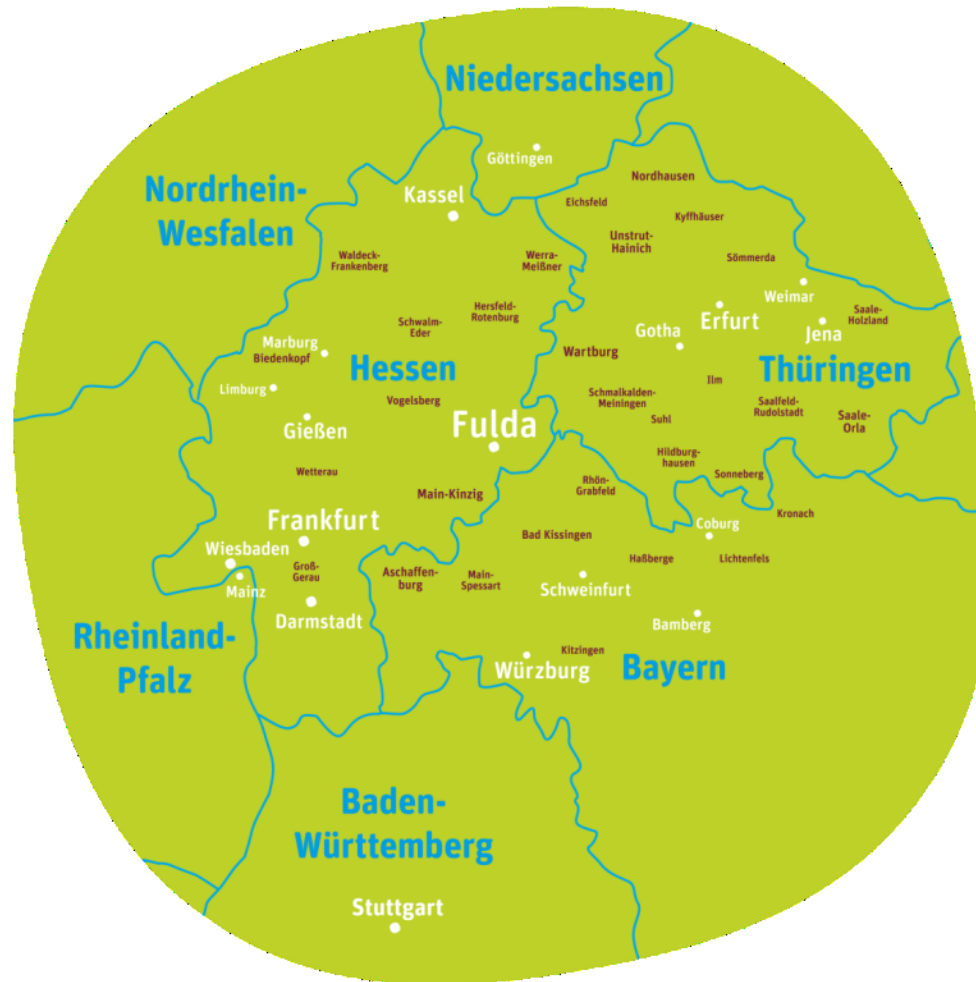 Niedersachsen
Göttingen
Nordrhein-
Wesfalen
Kassel
Nordhausen
Eichsfeld
Kyffhäuser
Unstrut-
Hainich
Waldeck-
Frankenberg
Werra-
Meißner
Sömmerda
Weimar
Hersfeld-
Rotenburg
Saale-
Holzland
Schwalm-
Eder
Gotha
Erfurt
Jena
Marburg
Biedenkopf
Wartburg
Hessen
Thüringen
Limburg
Ilm
Schmalkalden-
Meiningen
Vogelsberg
Saalfeld-
Rudolstadt
Suhl
Saale-
Orla
Gießen
Fulda
Hildburg-
hausen
Wetterau
Sonneberg
Rhön-
Grabfeld
Main-Kinzig
Kronach
Frankfurt
Coburg
Bad Kissingen
Wiesbaden
Haßberge
Lichtenfels
Groß-
Gerau
Aschaffen-
burg
Main-
Spessart
Mainz
Schweinfurt
Darmstadt
Bamberg
Rheinland-
Pfalz
Kitzingen
Würzburg
Bayern
Baden-
Württemberg
Stuttgart